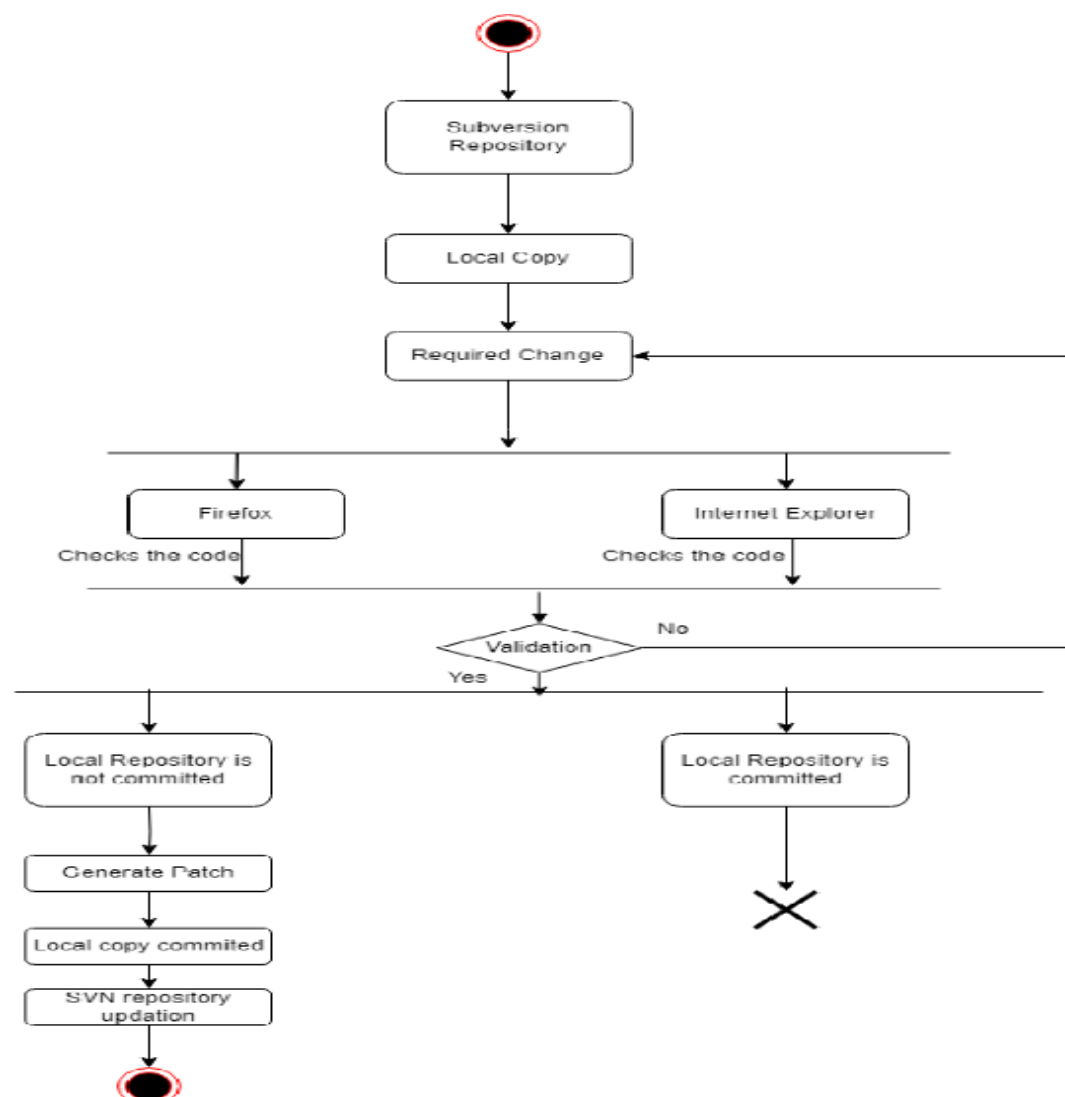 Subversion
Repository
Local Copy
Required Change
Firefox
Internet Explorer
Checks the code
Checks the code
Validation
No
Yes
Local Repository is
not committed
Local Repository is
committed
Generate Patch
Local copy commited
SVN repository
updation